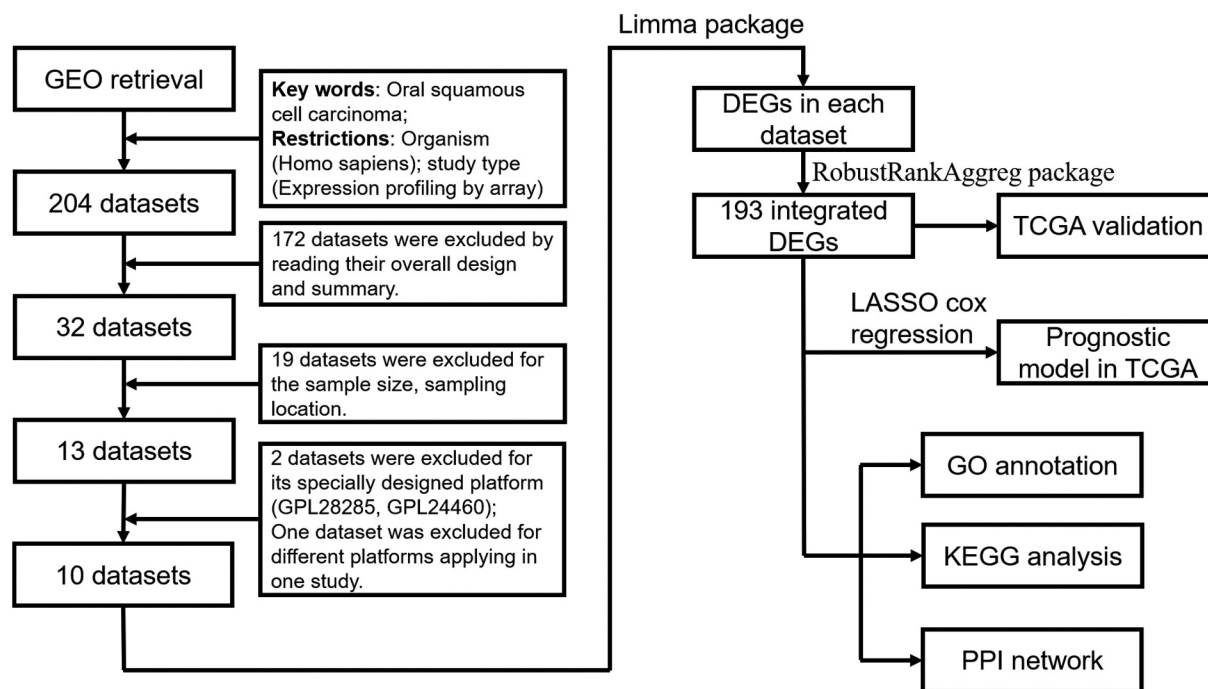 GEO retrieval
Key words: Oral squamous
cell carcinoma;
Restrictions: Organism
(Homo sapiens); study type
(Expression profiling by array)
204 datasets
172 datasets were excluded by
reading their overall design
and summary.
32 datasets
19 datasets were excluded for
the sample size, sampling
location.
13 datasets
2 datasets were excluded for
its specially designed platform
(GPL28285, GPL24460);
One dataset was excluded for
different platforms applying in
one study.
10 datasets
Limma package
DEGs in each
dataset
RobustRankAggreg package
193 integrated
DEGs
TCGA validation
LASSO cox
regression
Prognostic
model in TCGA
GO annotation
KEGG analysis
PPI network